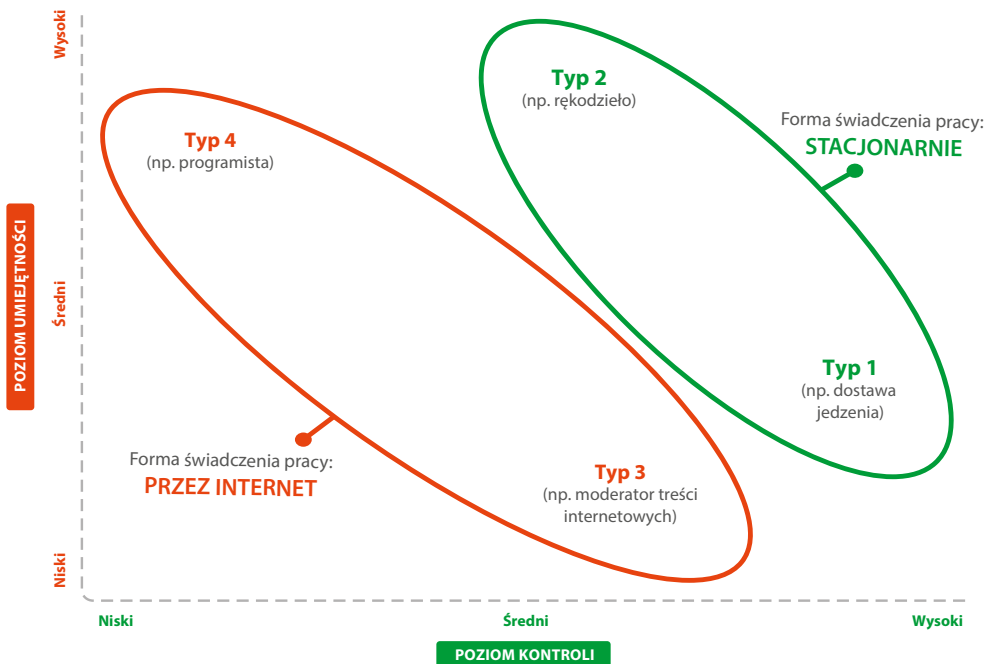 Wysoki
Typ 2
(np. rękodzieło)
Forma świadczenia pracy:
STACJONARNIE
Typ 4
(np. programista)
POZIOM UMIEJĘTNOŚCI
Średni
Typ 1
(np. dostawa
jedzenia)
Forma świadczenia pracy:
PRZEZ INTERNET
Typ 3
(np. moderator treści
internetowych)
Niski
Niski
Średni
Wysoki
POZIOM KONTROLI